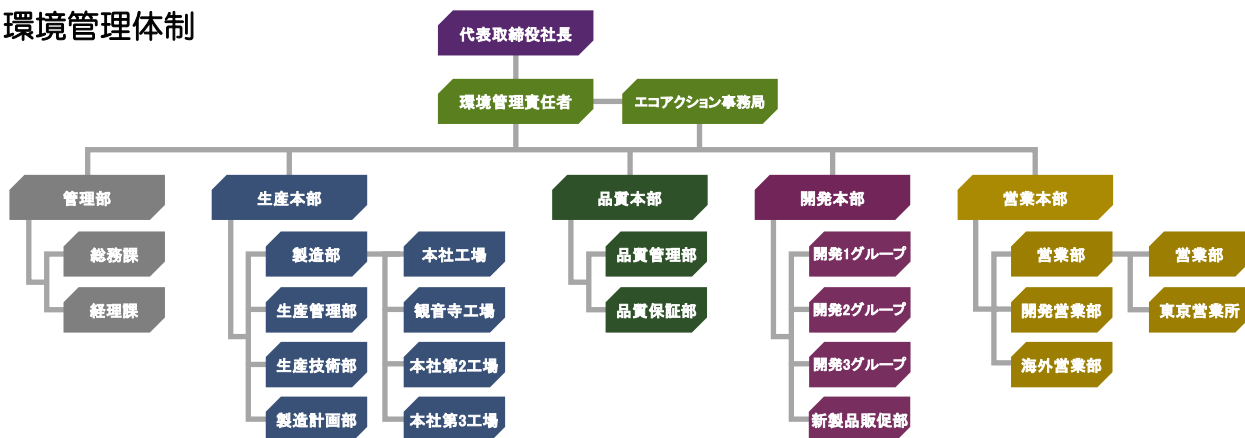 環境管理体制
代表取締役社長
環境管理責任者
エコアクション事務局
管理部
生産本部
品質本部
開発本部
営業本部
総務課
製造部
本社工場
品質管理部
開発1グループ
営業部
営業部
経理課
生産管理部
観音寺工場
品質保証部
開発2グループ
開発営業部
東京営業所
生産技術部
本社第2工場
開発3グループ
海外営業部
製造計画部
本社第3工場
新製品販促部